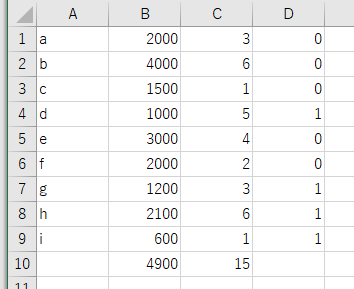 A B C D
1 a 2000 3 0
2 b 4000 6 0
3 c 1500 1 0
4 d 1000 5 1
5 e 3000 4 0
6 f 2000 2 0
7 g 1200 3 1
8 h 2100 6 1
9 i 600 1 1
10 4900 15
11